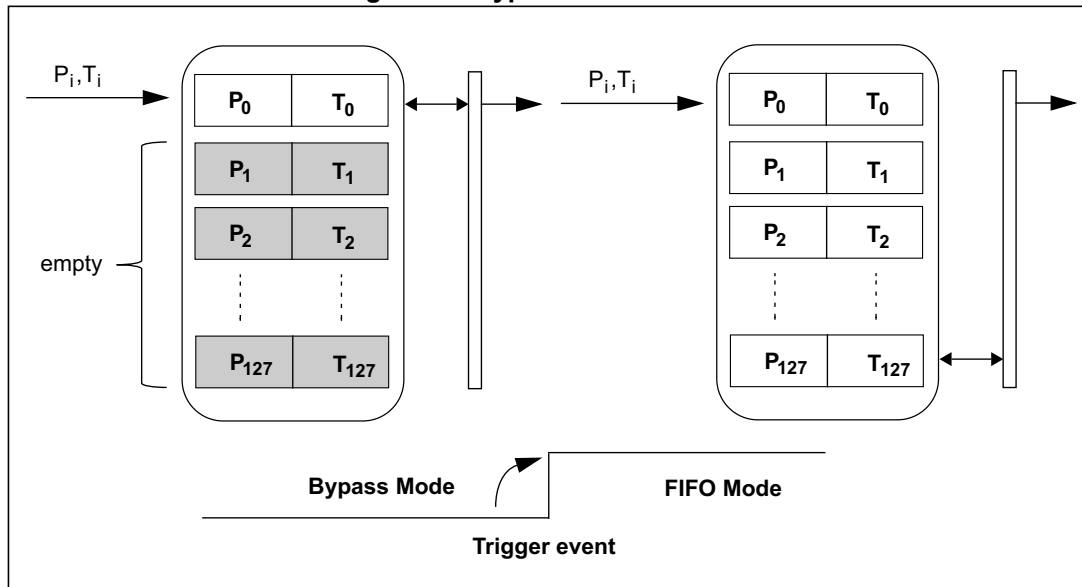 P_i,T_i
P_0 T_0
P_1 T_1
P_2 T_2
empty
P_127 T_127
P_i,T_i
P_0 T_0
P_1 T_1
P_2 T_2
P_127 T_127
Bypass Mode
FIFO Mode
Trigger event